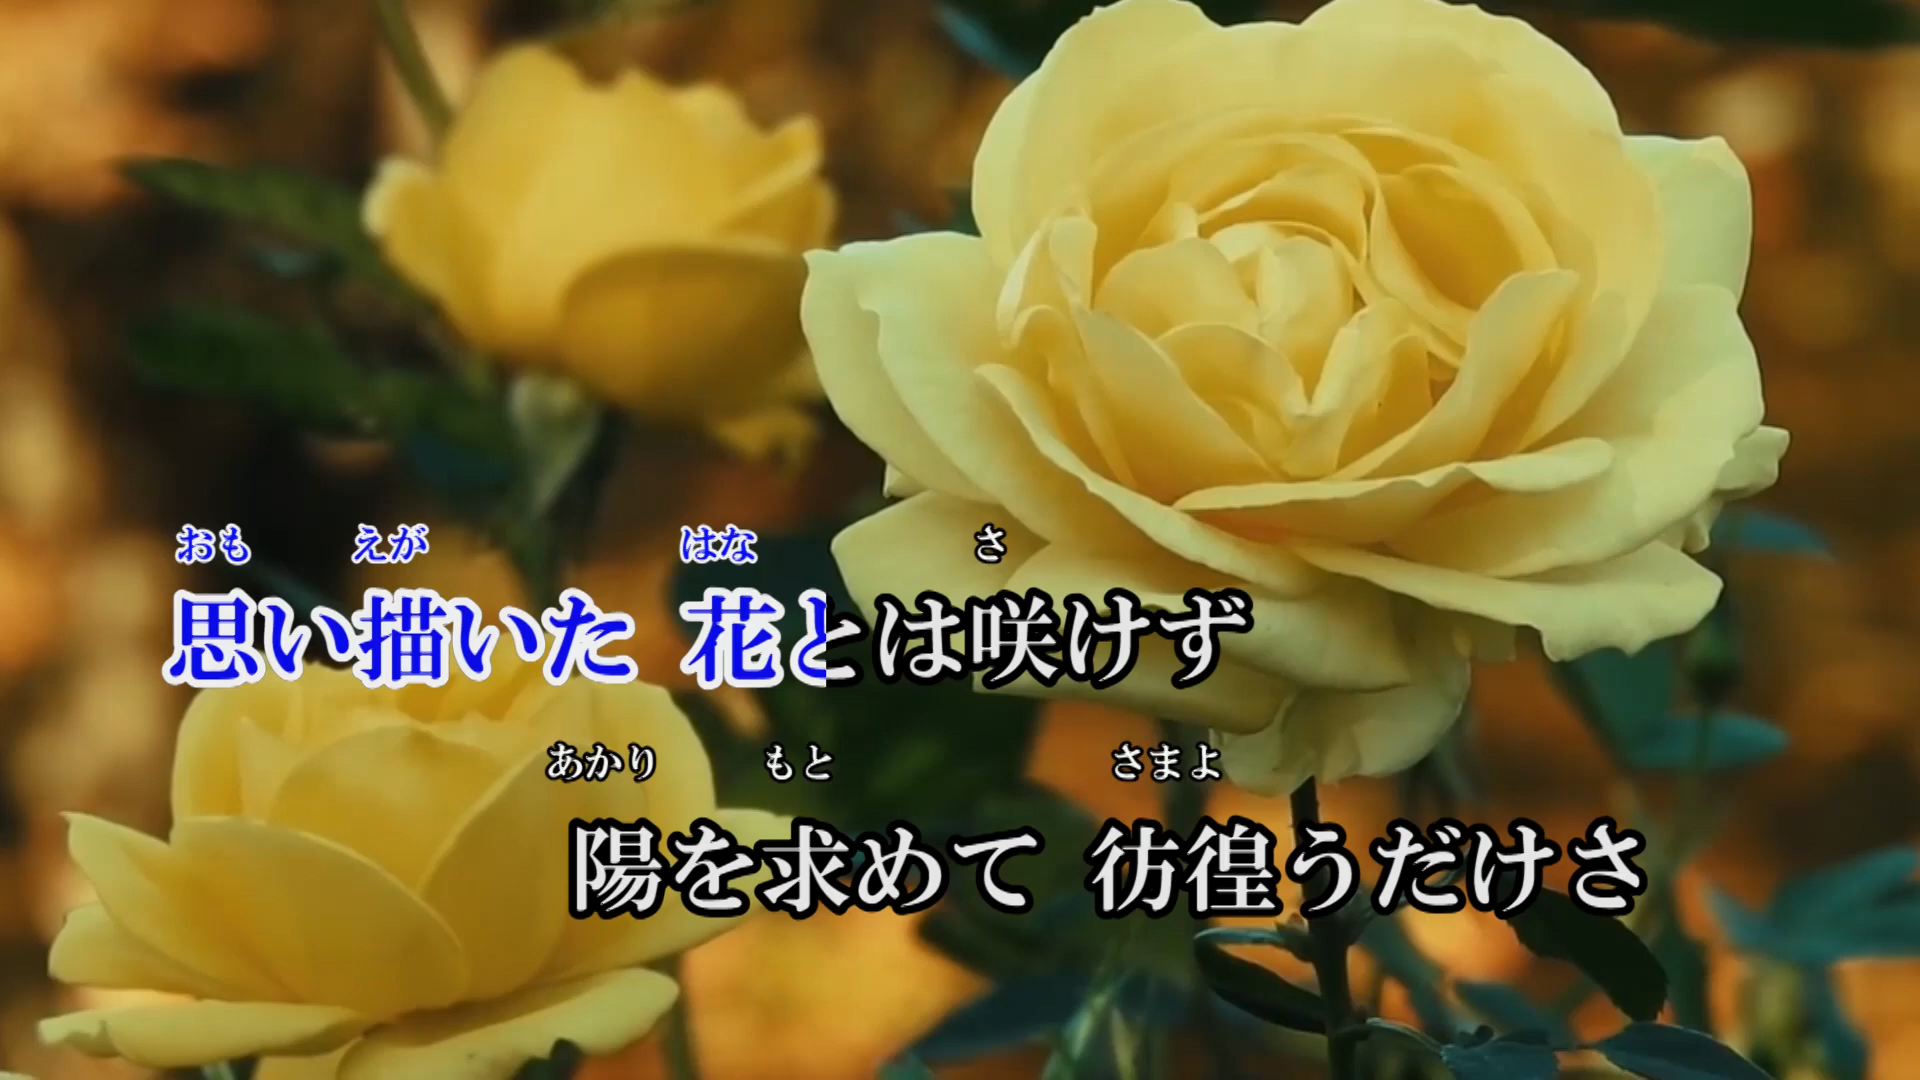 おも えが はな さ
思い描いた 花とは咲けず
あかり もと さまよ
陽を求めて 彷徨うだけさ